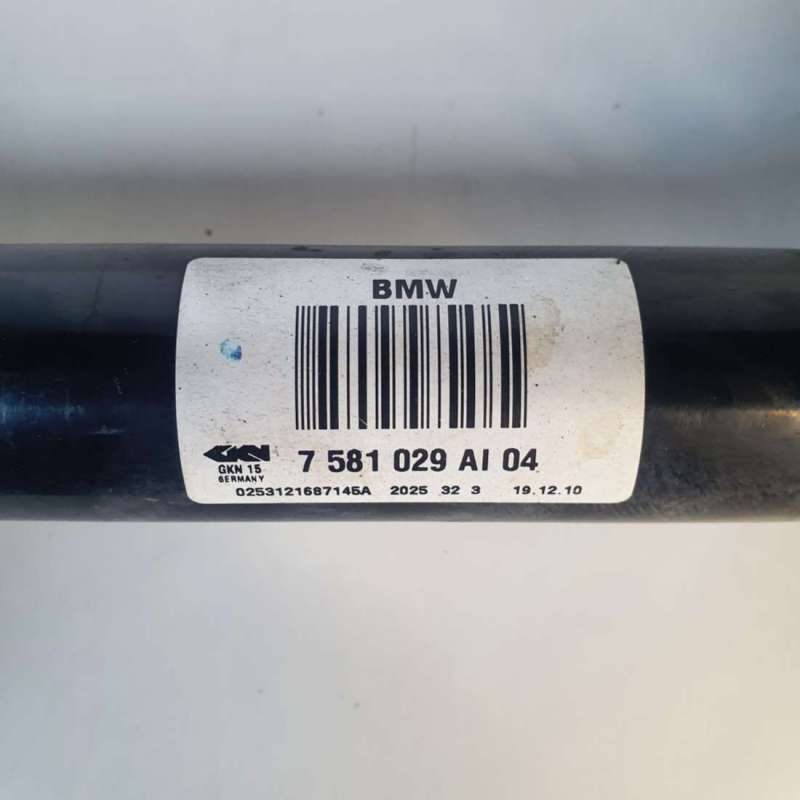 BMW
GKN
GKN 15
GERMANY
7 581 029 AI 04
0253121687145A 2025 32 3 19.12.10